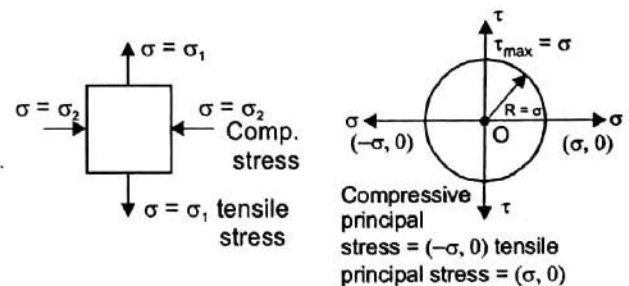 σ = σ₁
σ = σ₂
σ = σ₂
Comp.
stress
σ = σ₁ tensile
stress
τ
τmax = σ
R = σ
σ
σ
(–σ, 0)
O
(σ, 0)
τ
Compressive
principal
stress = (–σ, 0) tensile
principal stress = (σ, 0)